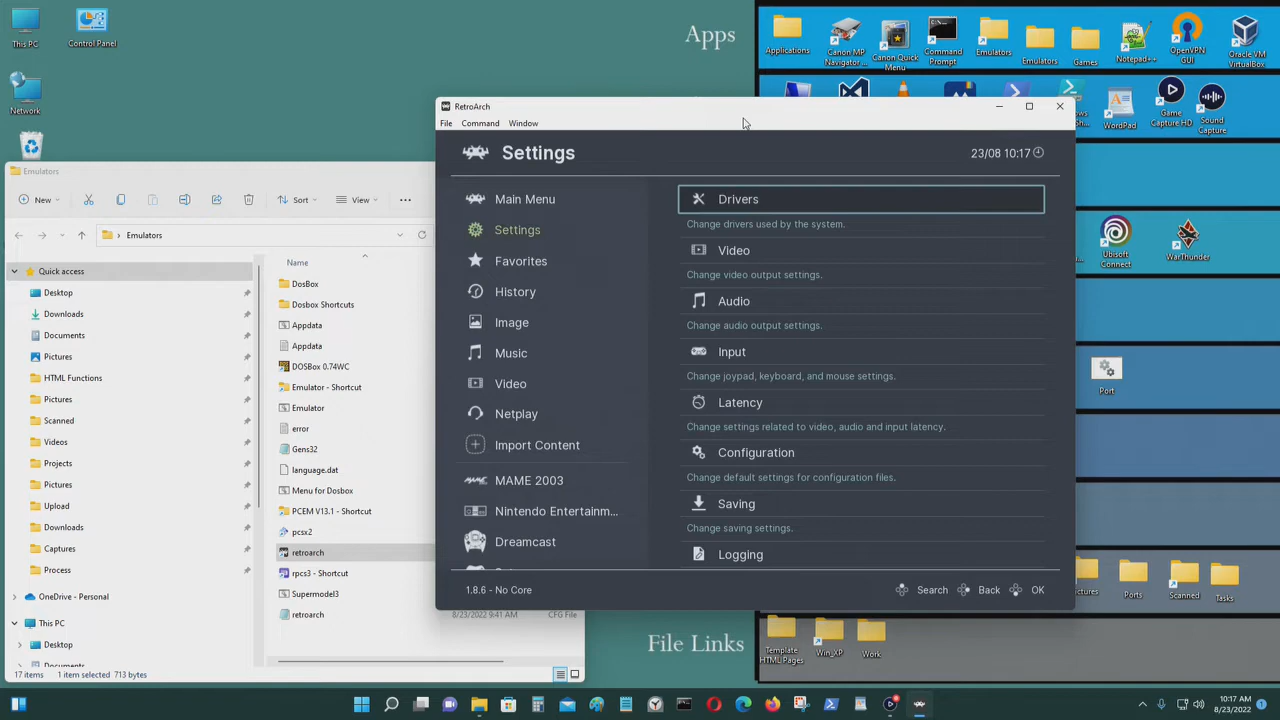 This PC
Control Panel
Network
Apps
File Links
Applications
Canon MP Navigator ...
Canon Quick Menu
Command Prompt
Emulators
Emulators
Games
Notepad++
OpenVPN GUI
Oracle VM VirtualBox
WordPad
Game Capture HD
Sound Capture
Ubisoft Connect
WarThunder
Port
Ports
Scanned
Tasks
Template HTML Pages
Win_XP
Work
Emulators
New
Sort
View
Emulators
Quick access
Desktop
Downloads
Documents
Pictures
HTML Functions
Pictures
Scanned
Videos
Projects
Pictures
Upload
Downloads
Captures
Process
OneDrive - Personal
This PC
Desktop
Documents
Name
DosBox
Dosbox Shortcuts
Appdata
Appdata
DOSBox 0.74WC
Emulator - Shortcut
Emulator
error
Gens32
language.dat
Menu for Dosbox
PCEM V13.1 - Shortcut
pcsx2
retroarch
rpcs3 - Shortcut
Supermodel3
retroarch
8/23/2022 9:41 AM
CFG File
17 items
1 item selected 713 bytes
RetroArch
File Command Window
Settings
23/08 10:17
Main Menu
Settings
Favorites
History
Image
Music
Video
Netplay
Import Content
MAME 2003
Nintendo Entertainm...
Dreamcast
Drivers
Change drivers used by the system.
Video
Change video output settings.
Audio
Change audio output settings.
Input
Change joypad, keyboard, and mouse settings.
Latency
Change settings related to video, audio and input latency.
Configuration
Change default settings for configuration files.
Saving
Change saving settings.
Logging
1.8.6 - No Core
Search Back OK
10:17 AM
8/23/2022